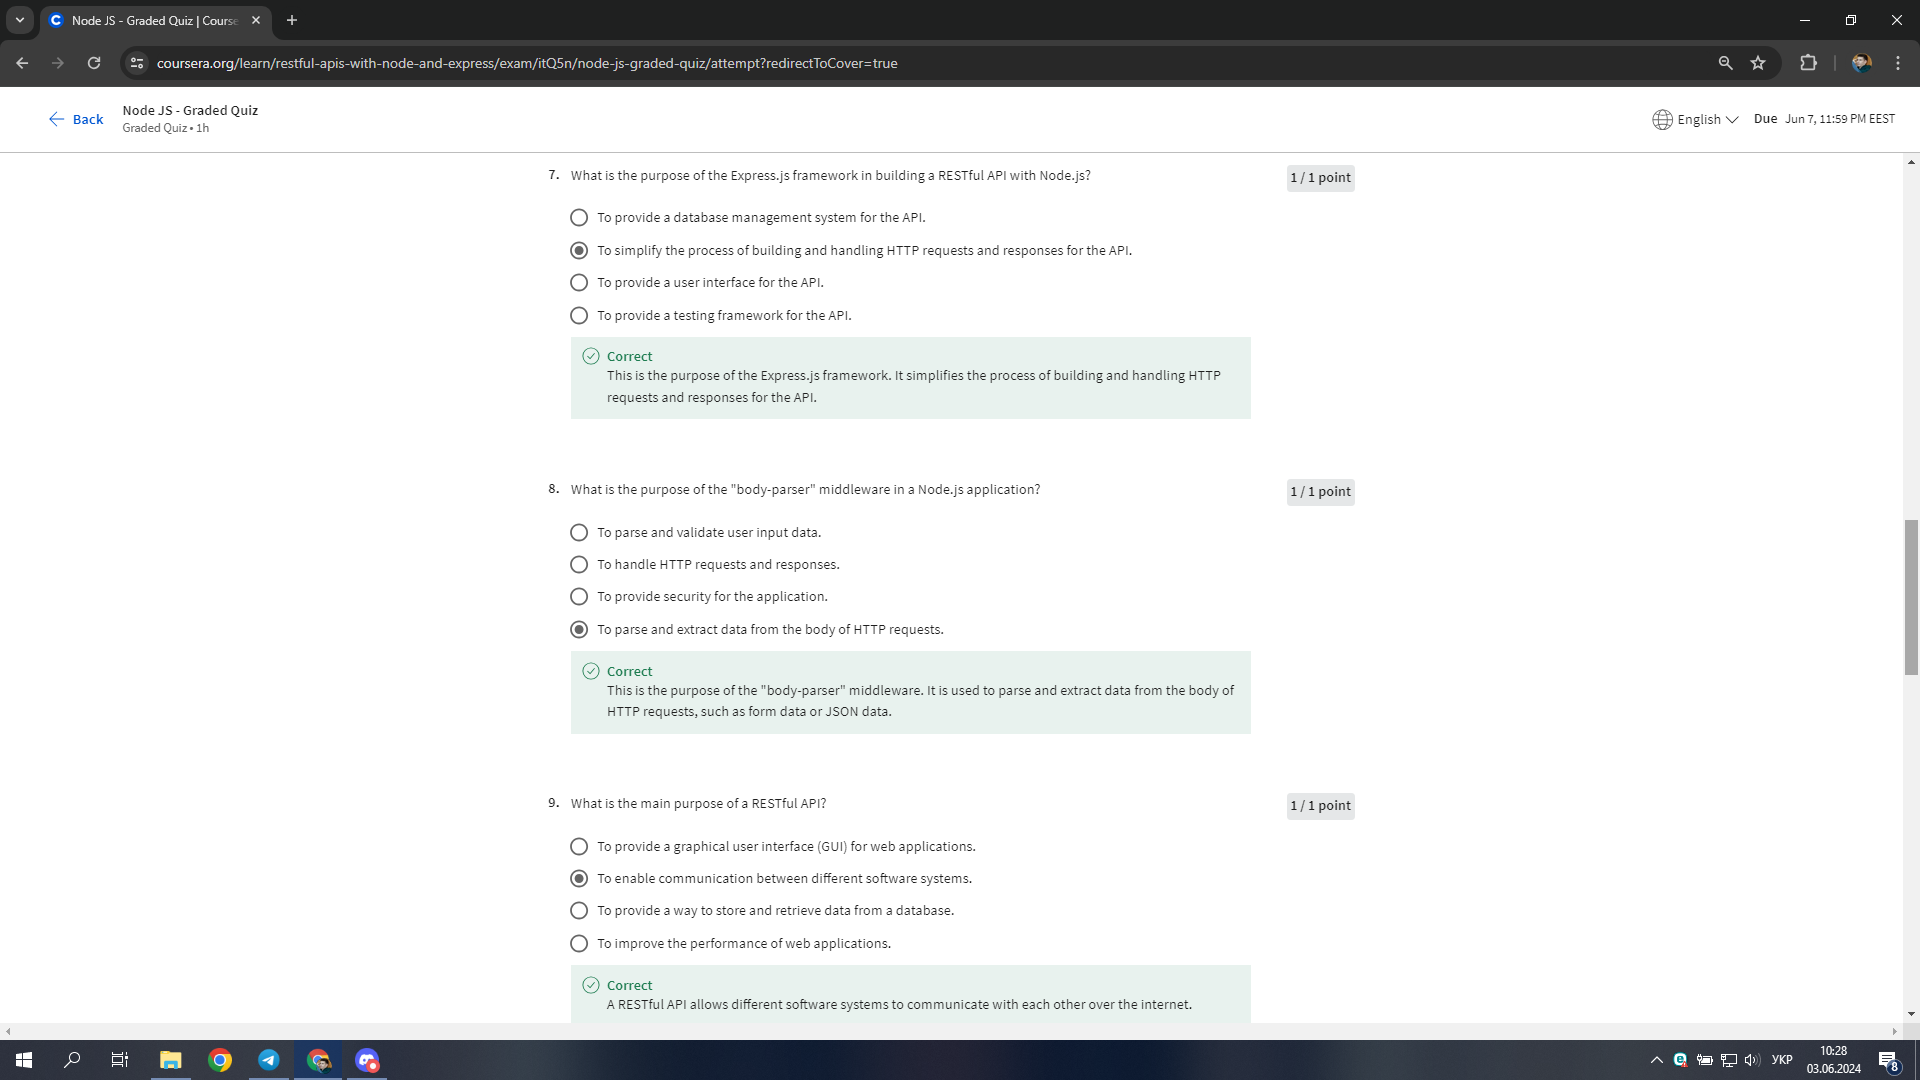 Node JS - Graded Quiz | Course
coursera.org/learn/restful-apis-with-node-and-express/exam/itQ5n/node-js-graded-quiz/attempt?redirectToCover=true
Back
Node JS - Graded Quiz
Graded Quiz • 1h
English
Due Jun 7, 11:59 PM EEST
7. What is the purpose of the Express.js framework in building a RESTful API with Node.js?
1 / 1 point
To provide a database management system for the API.
To simplify the process of building and handling HTTP requests and responses for the API.
To provide a user interface for the API.
To provide a testing framework for the API.
Correct
This is the purpose of the Express.js framework. It simplifies the process of building and handling HTTP
requests and responses for the API.
8. What is the purpose of the "body-parser" middleware in a Node.js application?
1 / 1 point
To parse and validate user input data.
To handle HTTP requests and responses.
To provide security for the application.
To parse and extract data from the body of HTTP requests.
Correct
This is the purpose of the "body-parser" middleware. It is used to parse and extract data from the body of
HTTP requests, such as form data or JSON data.
9. What is the main purpose of a RESTful API?
1 / 1 point
To provide a graphical user interface (GUI) for web applications.
To enable communication between different software systems.
To provide a way to store and retrieve data from a database.
To improve the performance of web applications.
Correct
A RESTful API allows different software systems to communicate with each other over the internet.
УКР
10:28
03.06.2024
8